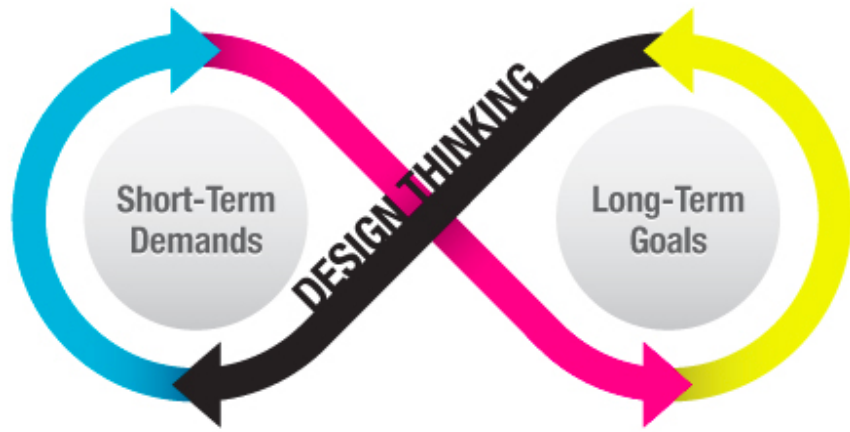 Short-Term
Demands
DESIGN THINKING
Long-Term
Goals